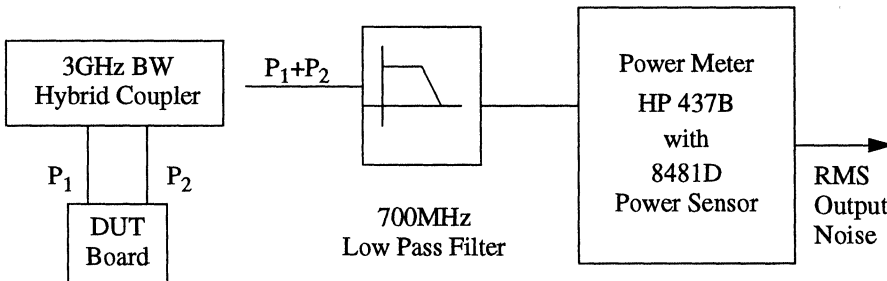 3GHz BW
Hybrid Coupler
P₁
P₂
DUT
Board
P₁+P₂
700MHz
Low Pass Filter
Power Meter
HP 437B
with
8481D
Power Sensor
RMS
Output
Noise